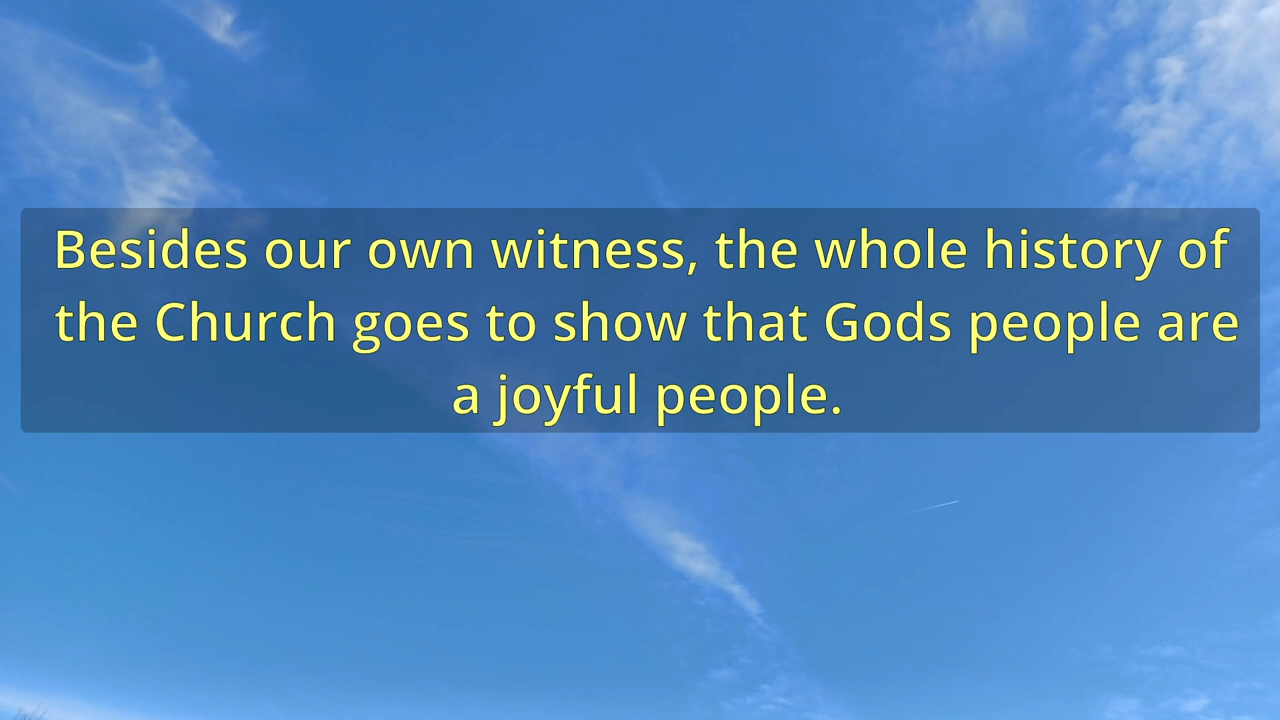 Besides our own witness, the whole history of
the Church goes to show that Gods people are
a joyful people.